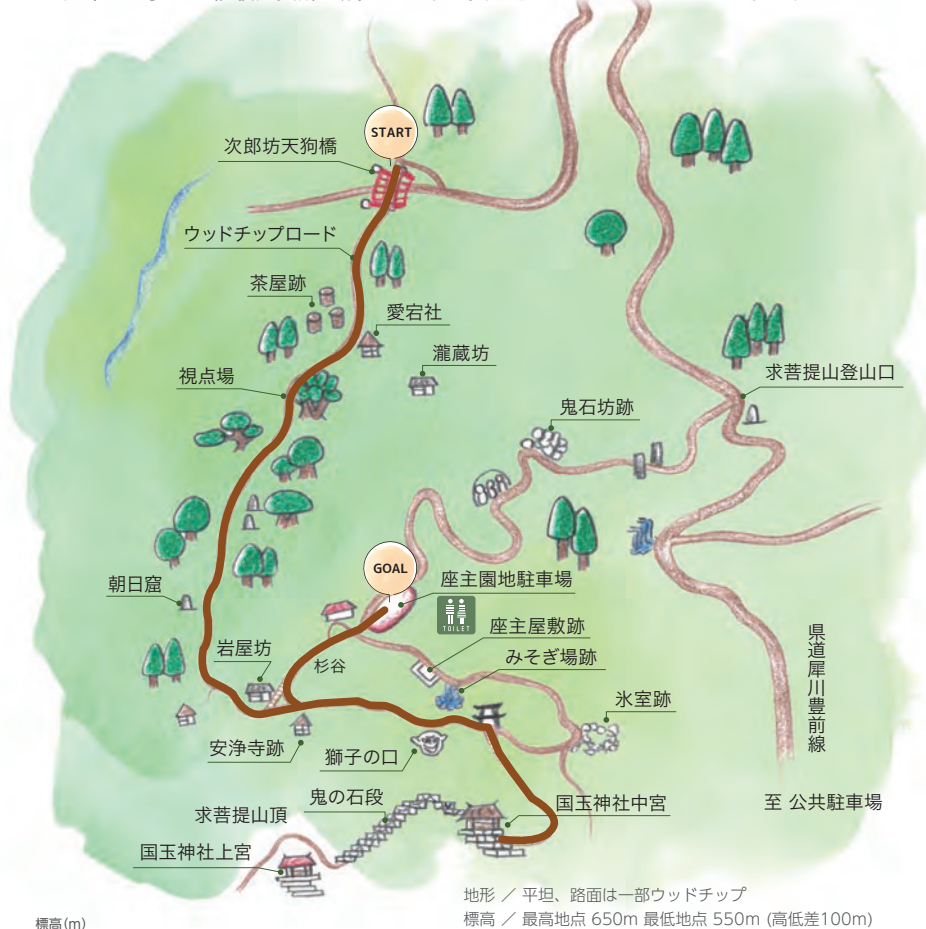 START
次郎坊天狗橋
ウッドチップロード
茶屋跡
愛宕社
瀧蔵坊
視点場
求菩提山登山口
鬼石坊跡
GOAL
座主園地駐車場
TOILET
朝日窟
座主屋敷跡
岩屋坊
杉谷
みそぎ場跡
県道犀川豊前線
氷室跡
安浄寺跡
獅子の口
鬼の石段
国玉神社中宮
至 公共駐車場
求菩提山頂
国玉神社上宮
地形 ／ 平坦、路面は一部ウッドチップ
標高 ／ 最高地点 650m 最低地点 550m (高低差100m)
標高(m)